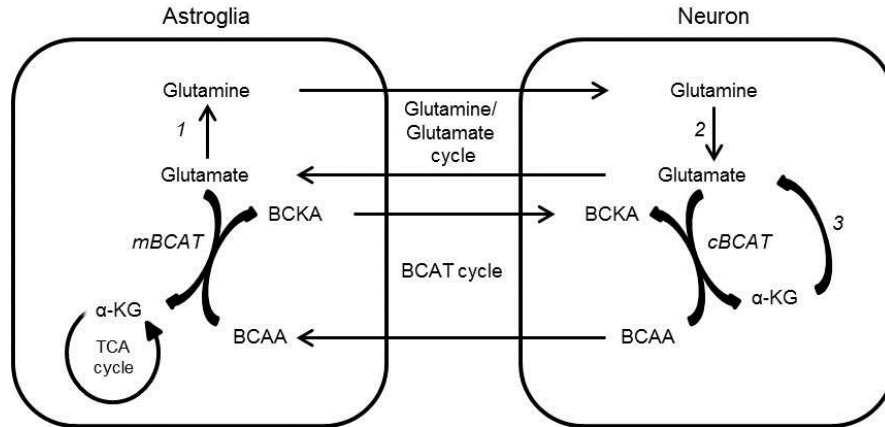 Astroglia
Neuron
Glutamine
Glutamine
1
Glutamine/
Glutamate
cycle
2
Glutamate
Glutamate
BCKA
BCKA
mBCAT
cBCAT
3
BCAT cycle
α-KG
α-KG
TCA
cycle
BCAA
BCAA